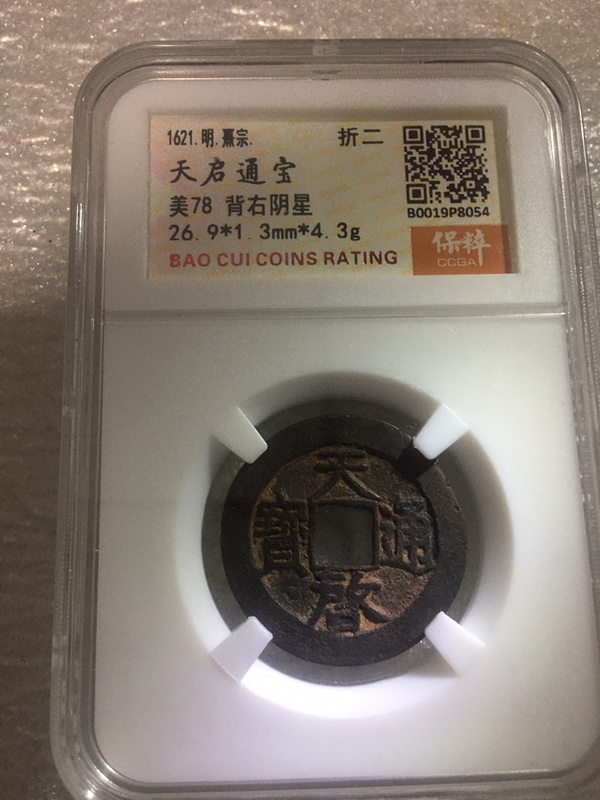 1621.明.熹宗. 折二
天启通宝
美78 背右阴星
B0019P8054
26.9*1.3mm*4.3g
保粹
CCGA
BAO CUI COINS RATING
天啓通寶